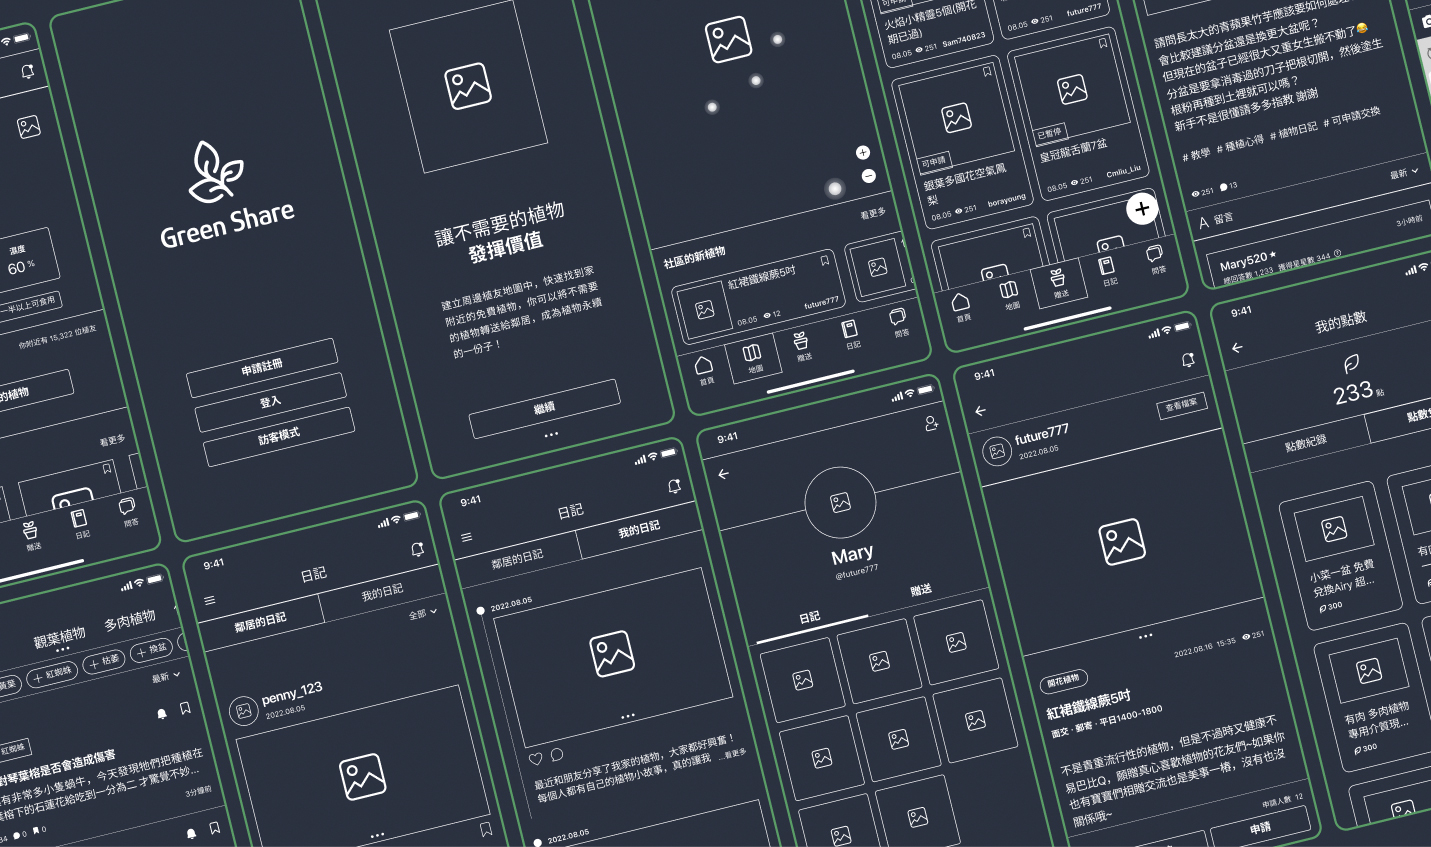 濕度
60 %
一半以上可食用
你附近有 15,322 位植友
的植物
看更多
贈送
日記
問答
Green Share
申請註冊
登入
訪客模式
讓不需要的植物
發揮價值
建立周邊植友地圖中，快速找到家
附近的免費植物，你可以將不需要
的植物轉送給鄰居，成為植物永續
的一份子！
繼續
看更多
社區的新植物
紅裙鐵線蕨5吋
08.05
12
future777
首頁
地圖
贈送
日記
問答
火焰小精靈5個(開花
期已過)
08.05
251
Sam740823
08.05
251
future777
可申請
銀葉多國花空氣鳳
梨
08.05
251
borayoung
已暫停
皇冠龍舌蘭7盆
08.05
251
Cmliu_Liu
首頁
地圖
贈送
日記
問答
會比較建議分盆還是換更大盆呢？
但現在的盆子已經很大又重女生搬不動了😂
分盆是要拿消毒過的刀子把根切開，然後塗生
根粉再種到土裡就可以嗎？
新手不是很懂請多多指教 謝謝
# 教學 # 種植心得 # 植物日記 # 可申請交換
251
13
最新
留言
Mary520
3小時前
總回答數 1,233 獲得星星數 344
觀葉植物
多肉植物
紅蜘蛛
枯萎
換盆
最新
紅蜘蛛
對琴葉榕是否會造成傷害
有非常多小隻蝸牛，今天發現牠們把種植在
葉榕下的石蓮花給吃到一分為二 才驚覺不妙...
0
0
3分鐘前
9:41
日記
鄰居的日記
我的日記
全部
penny_123
2022.08.05
9:41
日記
鄰居的日記
我的日記
2022.08.05
最近和朋友分享了我家的植物，大家都好興奮！
每個人都有自己的植物小故事，真的讓我 ...看更多
2022.08.05
9:41
Mary
@future777
日記
贈送
9:41
future777
2022.08.05
查看檔案
2022.08.16 15:35
251
開花植物
紅裙鐵線蕨5吋
面交 · 郵寄 · 平日1400-1800
不是貴重流行性的植物，但是不過時又健康不
易巴比Q，願贈真心喜歡植物的花友們~如果你
也有寶寶們相贈交流也是美事一樁，沒有也沒
關係哦~
申請人數 12
申請
9:41
我的點數
233 點
點數紀錄
小菜一盆 免費
兌換Airy 超...
300
有肉 多肉植物
專用介質現...
300